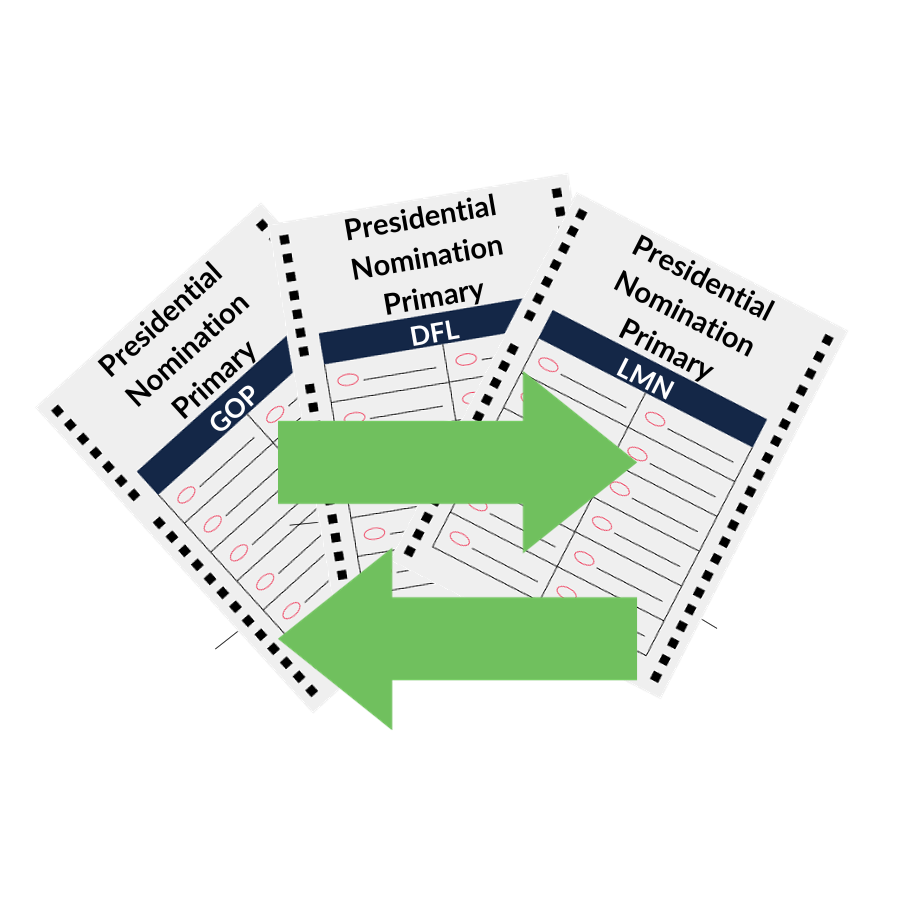 Presidential
Nomination
Primary
GOP
Presidential
Nomination
Primary
DFL
Presidential
Nomination
Primary
LMN